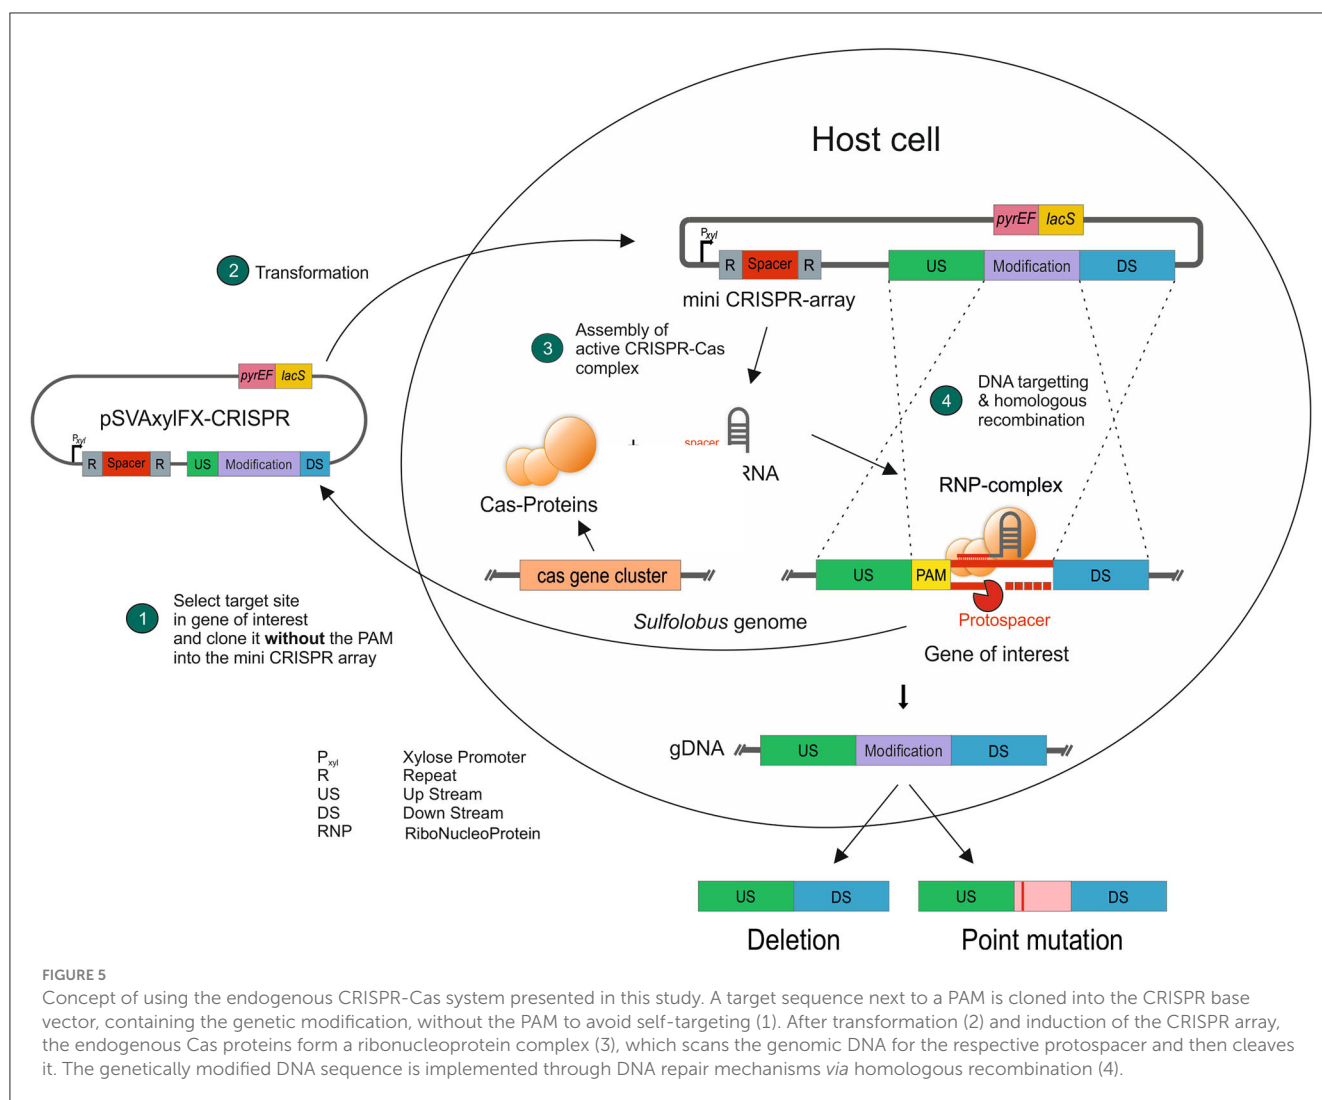 Host cell
pyrEF lacS
Pxyl
R Spacer R
US Modification DS
mini CRISPR-array
2 Transformation
3 Assembly of
active CRISPR-Cas
complex
4 DNA targetting
& homologous
recombination
pyrEF lacS
pSVAxylFX-CRISPR
Pxyl
R Spacer R US Modification DS
spacer
RNA
Cas-Proteins
RNP-complex
cas gene cluster
US PAM DS
Protospacer
Sulfolobus genome
Gene of interest
1 Select target site
in gene of interest
and clone it without the PAM
into the mini CRISPR array
gDNA US Modification DS
Pxyl Xylose Promoter
R Repeat
US Up Stream
DS Down Stream
RNP RiboNucleoProtein
US DS
US DS
Deletion
Point mutation
FIGURE 5
Concept of using the endogenous CRISPR-Cas system presented in this study. A target sequence next to a PAM is cloned into the CRISPR base
vector, containing the genetic modification, without the PAM to avoid self-targeting (1). After transformation (2) and induction of the CRISPR array,
the endogenous Cas proteins form a ribonucleoprotein complex (3), which scans the genomic DNA for the respective protospacer and then cleaves
it. The genetically modified DNA sequence is implemented through DNA repair mechanisms via homologous recombination (4).